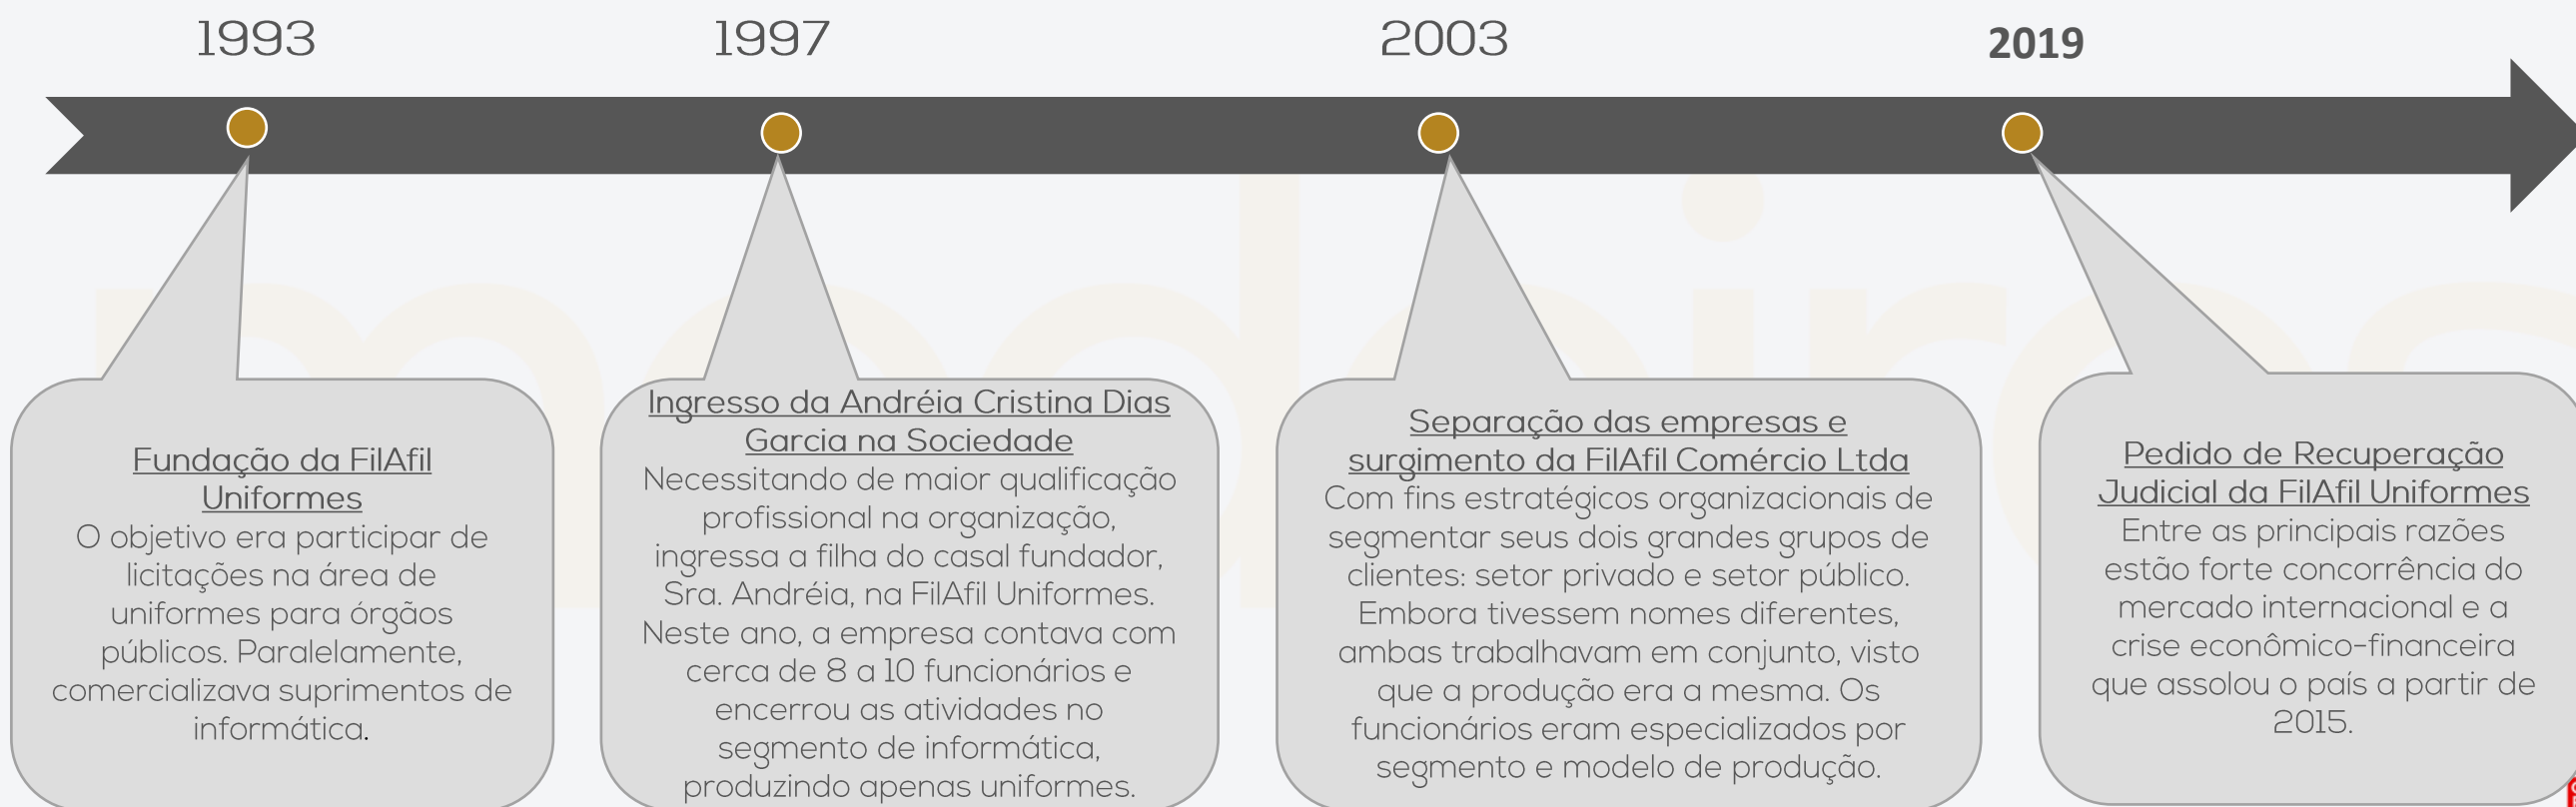 1993
1997
2003
2019
Fundação da FilAfil
Uniformes
O objetivo era participar de
licitações na área de
uniformes para órgãos
públicos. Paralelamente,
comercializava suprimentos de
informática.
Ingresso da Andréia Cristina Dias
Garcia na Sociedade
Necessitando de maior qualificação
profissional na organização,
ingressa a filha do casal fundador,
Sra. Andréia, na FilAfil Uniformes.
Neste ano, a empresa contava com
cerca de 8 a 10 funcionários e
encerrou as atividades no
segmento de informática,
produzindo apenas uniformes.
Separação das empresas e
surgimento da FilAfil Comércio Ltda
Com fins estratégicos organizacionais de
segmentar seus dois grandes grupos de
clientes: setor privado e setor público.
Embora tivessem nomes diferentes,
ambas trabalhavam em conjunto, visto
que a produção era a mesma. Os
funcionários eram especializados por
segmento e modelo de produção.
Pedido de Recuperação
Judicial da FilAfil Uniformes
Entre as principais razões
estão forte concorrência do
mercado internacional e a
crise econômico-financeira
que assolou o país a partir de
2015.